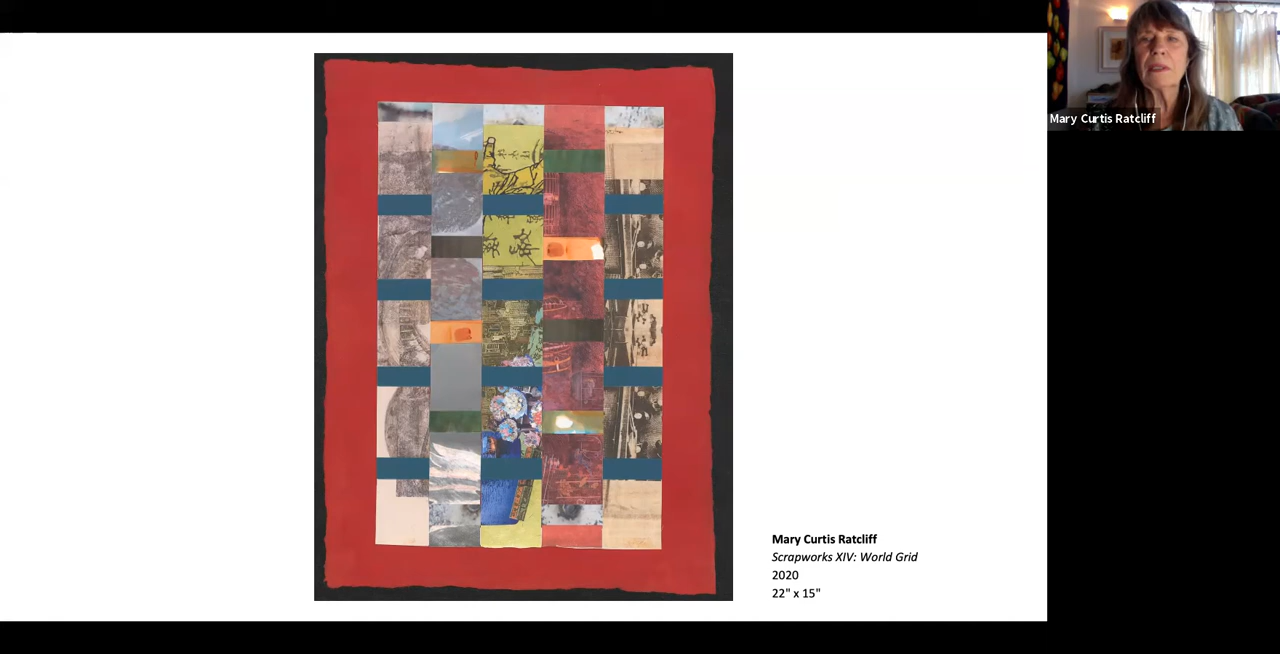 Mary Curtis Ratcliff
Mary Curtis Ratcliff
Scrapworks XIV: World Grid
2020
22" x 15"